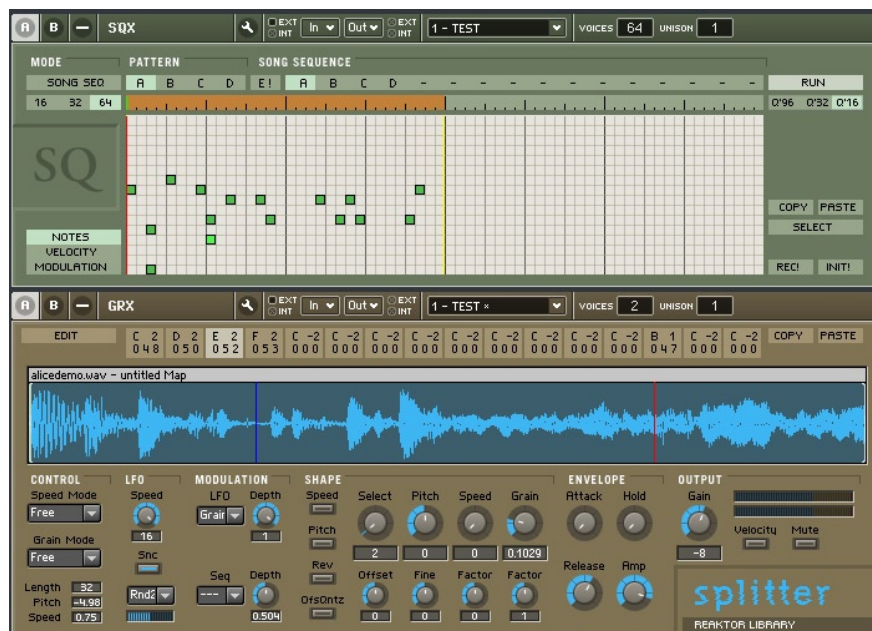 A B SQX EXT INT In Out EXT INT 1 - TEST VOICES 64 UNISON 1
MODE PATTERN SONG SEQUENCE
SONG SEQ A B C D E! A B C D - - - - - - - - RUN
16 32 64 Q'96 Q'32 Q'16
SQ
COPY PASTE
SELECT
NOTES
VELOCITY
MODULATION
REC! INIT!
A B GRX EXT INT In Out EXT INT 1 - TEST × VOICES 2 UNISON 1
EDIT C 2 D 2 E 2 F 2 C -2 C -2 C -2 C -2 C -2 C -2 C -2 C -2 C -2 B 1 C -2 C -2 COPY PASTE
048 050 052 053 000 000 000 000 000 000 000 000 000 047 000 000
alicedemo.wav - untitled Map
CONTROL LFO MODULATION SHAPE ENVELOPE OUTPUT
Speed Mode Speed LFO Depth Speed Select Pitch Speed Grain Attack Hold Gain
Free Grain
16 1 Pitch Velocity Mute
Grain Mode Snc 2 0 0 0.1029 -8
Free
Seq Depth Rev Offset Fine Factor Factor Release Amp
Length 32 Rnd2 ---
Pitch -4.98 OfsQntz
Speed 0.75 0.504 0 0 0 1
splitter
REAKTOR LIBRARY